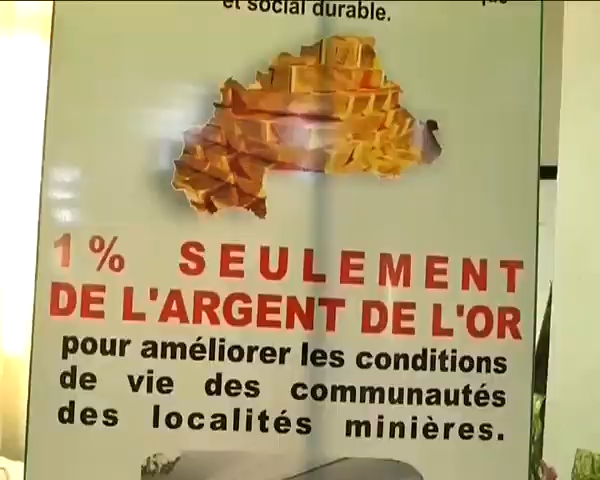 et social durable.
1% SEULEMENT
DE L'ARGENT DE L'OR
pour améliorer les conditions
de vie des communautés
des localités minières.